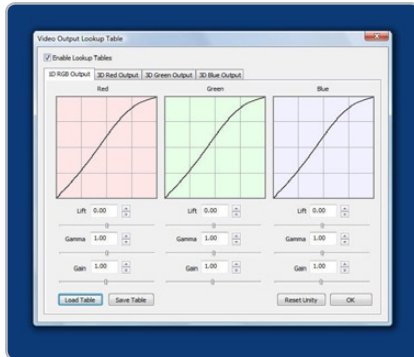 Video Output Lookup Table
Enable Lookup Tables
1D RGB Output 3D Red Output 3D Green Output 3D Blue Output
Red Green Blue
Lift 0.00 Lift 0.00 Lift 0.00
Gamma 1.00 Gamma 1.00 Gamma 1.00
Gain 1.00 Gain 1.00 Gain 1.00
Load Table Save Table Reset Unity OK